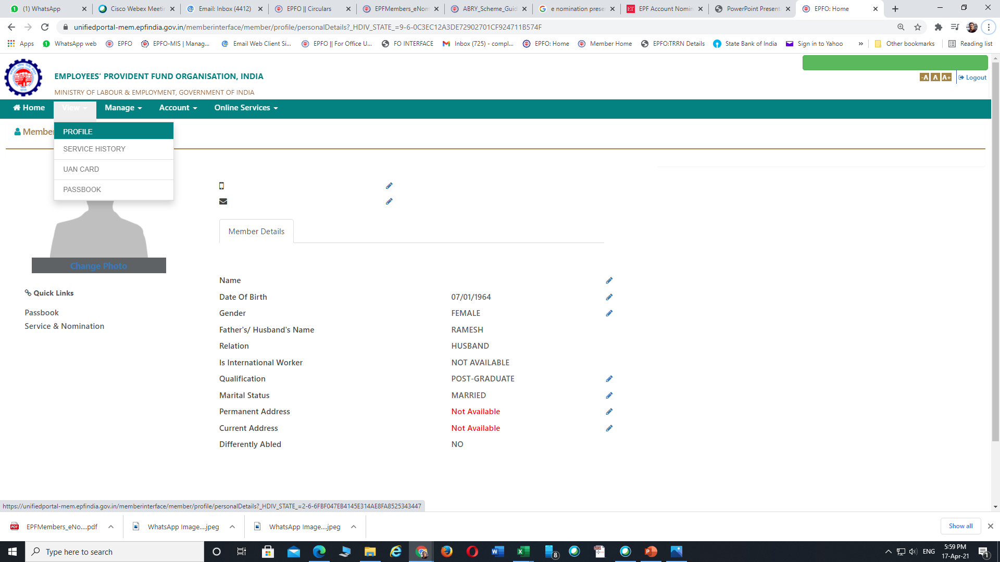 (1) WhatsApp
Cisco Webex Meeti
Email: Inbox (4412)
EPFO || Circulars
EPFMembers_eNom
ABRY_Scheme_Guid
e nomination prese
EPF Account Nomin
PowerPoint Present
EPFO: Home
unifiedportal-mem.epfindia.gov.in/memberinterface/member/profile/personalDetails?_HDIV_STATE_=9-6-0C3EC12A3DE72902701CF924711B574F
Apps
WhatsApp web
EPFO
EPFO-MIS | Manag...
Email Web Client Si...
EPFO || For Office U...
FO INTERFACE
Inbox (725) - compl...
EPFO: Home
Member Home
EPFO:TRRN Details
State Bank of India
Sign in to Yahoo
»
Other bookmarks
Reading list
EMPLOYEES' PROVIDENT FUND ORGANISATION, INDIA
MINISTRY OF LABOUR & EMPLOYMENT, GOVERNMENT OF INDIA
-A A A+
Logout
Home
View
Manage
Account
Online Services
Member
PROFILE
SERVICE HISTORY
UAN CARD
PASSBOOK
Change Photo
Quick Links
Passbook
Service & Nomination
Member Details
Name
Date Of Birth 07/01/1964
Gender FEMALE
Father's/ Husband's Name RAMESH
Relation HUSBAND
Is International Worker NOT AVAILABLE
Qualification POST-GRADUATE
Marital Status MARRIED
Permanent Address Not Available
Current Address Not Available
Differently Abled NO
https://unifiedportal-mem.epfindia.gov.in/memberinterface/member/profile/personalDetails?_HDIV_STATE_=2-6-6FBF047EB4145E314AE8FA8525343447
EPFMembers_eNo....pdf
WhatsApp Image....jpeg
WhatsApp Image....jpeg
Show all
Type here to search
8
ENG
5:59 PM
17-Apr-21
1